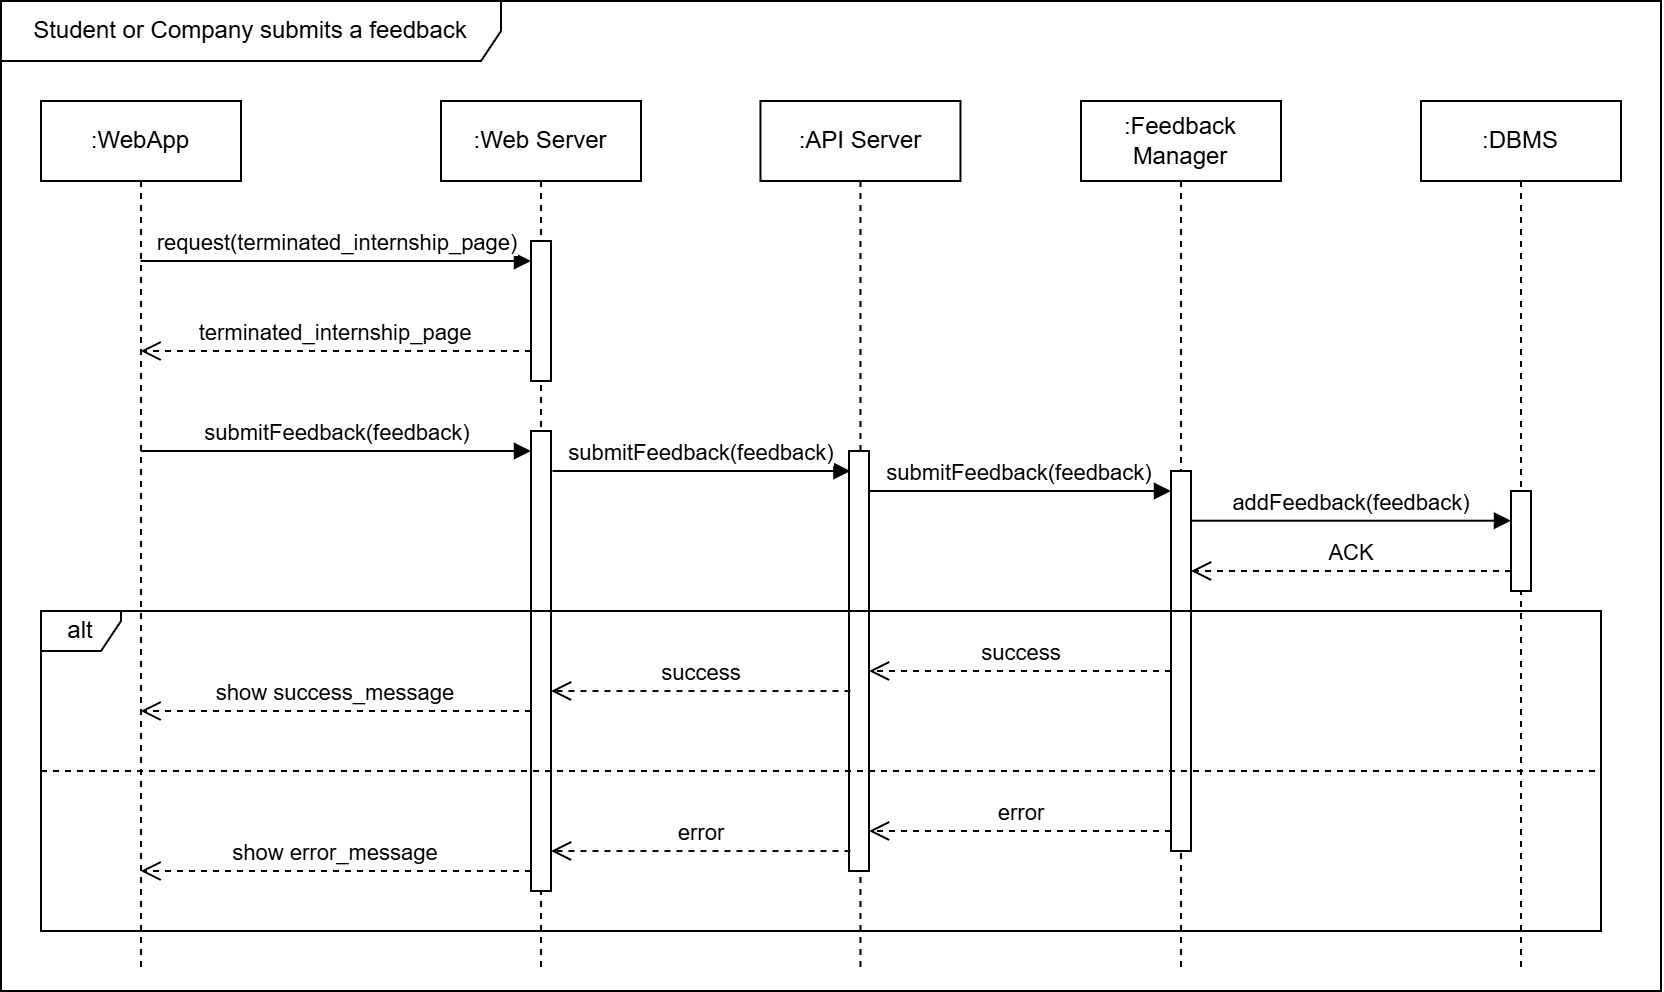 Student or Company submits a feedback
:WebApp
:Web Server
:API Server
:Feedback
Manager
:DBMS
request(terminated_internship_page)
terminated_internship_page
submitFeedback(feedback)
submitFeedback(feedback)
submitFeedback(feedback)
addFeedback(feedback)
ACK
alt
success
success
show success_message
error
error
show error_message